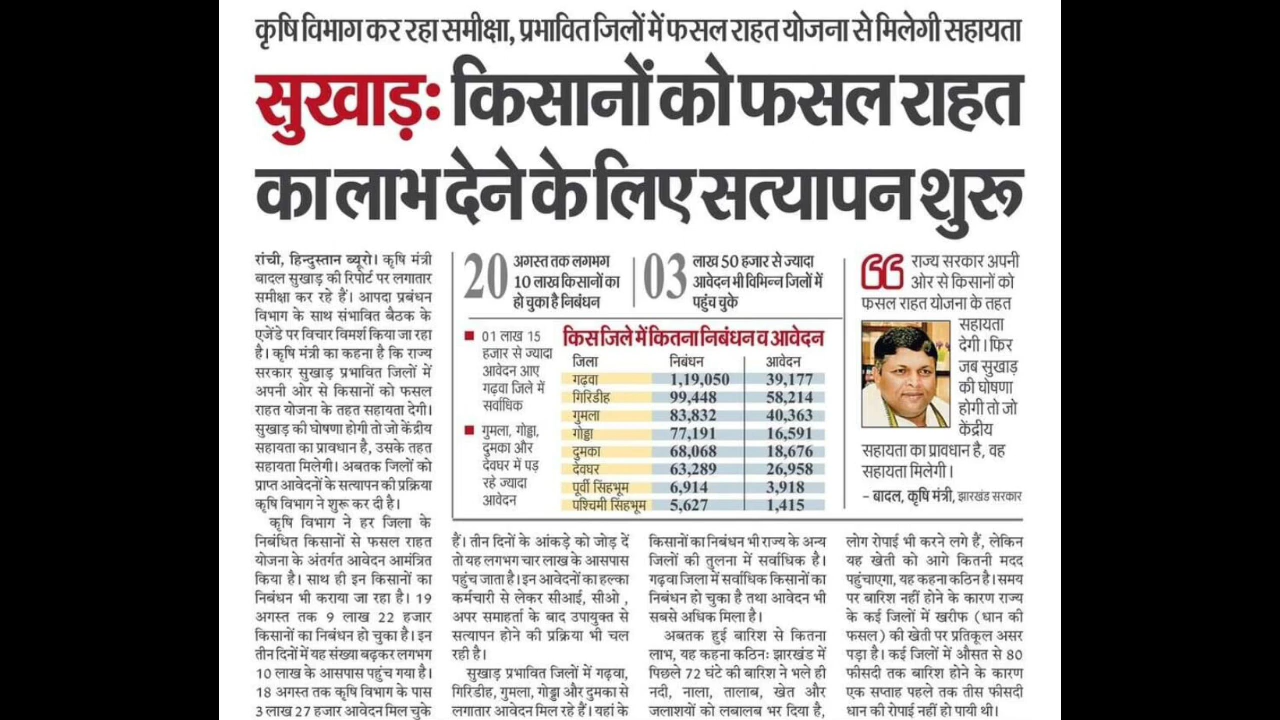 कृषि विभाग कर रहा समीक्षा, प्रभावित जिलों में फसल राहत योजना से मिलेगी सहायता
सुखाड़ः किसानों को फसल राहत
का लाभ देने के लिए सत्यापन शुरू
रांची, हिन्दुस्तान ब्यूरो। कृषि मंत्री
बादल सुखाड़ की रिपोर्ट पर लगातार
समीक्षा कर रहे हैं। आपदा प्रबंधन
विभाग के साथ संभावित बैठक के
एजेंडे पर विचार विमर्श किया जा रहा
है। कृषि मंत्री का कहना है कि राज्य
सरकार सुखाड़ प्रभावित जिलों में
अपनी ओर से किसानों को फसल
राहत योजना के तहत सहायता देगी।
सुखाड़ की घोषणा होगी तो जो केंद्रीय
सहायता का प्रावधान है, उसके तहत
सहायता मिलेगी। अबतक जिलों को
प्राप्त आवेदनों के सत्यापन की प्रक्रिया
कृषि विभाग ने शुरू कर दी है।
कृषि विभाग ने हर जिला के
निबंधित किसानों से फसल राहत
योजना के अंतर्गत आवेदन आमंत्रित
किया है। साथ ही इन किसानों का
निबंधन भी कराया जा रहा है। 19
अगस्त तक 9 लाख 22 हजार
किसानों का निबंधन हो चुका है। इन
तीन दिनों में यह संख्या बढ़कर लगभग
10 लाख के आसपास पहुंच गया है।
18 अगस्त तक कृषि विभाग के पास
3 लाख 27 हजार आवेदन मिल चुके
20 अगस्त तक लगभग
10 लाख किसानों का
हो चुका है निबंधन
03 लाख 50 हजार से ज्यादा
आवेदन भी विभिन्न जिलों में
पहुंच चुके
01 लाख 15
हजार से ज्यादा
आवेदन आए
गढ़वा जिले में
सर्वाधिक
गुमला, गोड्डा,
दुमका और
देवघर में पड़
रहे ज्यादा
आवेदन
किस जिले में कितना निबंधन व आवेदन
जिला निबंधन आवेदन
गढ़वा 1,19,050 39,177
गिरिडीह 99,448 58,214
गुमला 83,832 40,363
गोड्डा 77,191 16,591
दुमका 68,068 18,676
देवघर 63,289 26,958
पूर्वी सिंहभूम 6,914 3,918
पश्चिमी सिंहभूम 5,627 1,415
राज्य सरकार अपनी
ओर से किसानों को
फसल राहत योजना के तहत
सहायता
देगी। फिर
जब सुखाड़
की घोषणा
होगी तो जो
केंद्रीय
सहायता का प्रावधान है, वह
सहायता मिलेगी।
– बादल, कृषि मंत्री, झारखंड सरकार
हैं। तीन दिनों के आंकड़े को जोड़ दें
तो यह लगभग चार लाख के आसपास
पहुंच जाता है। इन आवेदनों का हल्का
कर्मचारी से लेकर सीआई, सीओ ,
अपर समाहर्ता के बाद उपायुक्त से
सत्यापन होने की प्रक्रिया भी चल
रही है।
सुखाड़ प्रभावित जिलों में गढ़वा,
गिरिडीह, गुमला, गोड्डा और दुमका से
लगातार आवेदन मिल रहे हैं। यहां के
किसानों का निबंधन भी राज्य के अन्य
जिलों की तुलना में सर्वाधिक है।
गढ़वा जिला में सर्वाधिक किसानों का
निबंधन हो चुका है तथा आवेदन भी
सबसे अधिक मिला है।
अबतक हुई बारिश से कितना
लाभ, यह कहना कठिनः झारखंड में
पिछले 72 घंटे की बारिश ने भले ही
नदी, नाला, तालाब, खेत और
जलाशयों को लबालब भर दिया है,
लोग रोपाई भी करने लगे हैं, लेकिन
यह खेती को आगे कितनी मदद
पहुंचाएगा, यह कहना कठिन है। समय
पर बारिश नहीं होने के कारण राज्य
के कई जिलों में खरीफ (धान की
फसल) की खेती पर प्रतिकूल असर
पड़ा है। कई जिलों में औसत से 80
फीसदी तक बारिश होने के कारण
एक सप्ताह पहले तक तीस फीसदी
धान की रोपाई नहीं हो पायी थी।